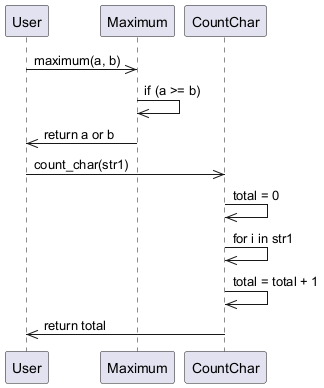 User Maximum CountChar
maximum(a, b)
if (a >= b)
return a or b
count_char(str1)
total = 0
for i in str1
total = total + 1
return total
User Maximum CountChar